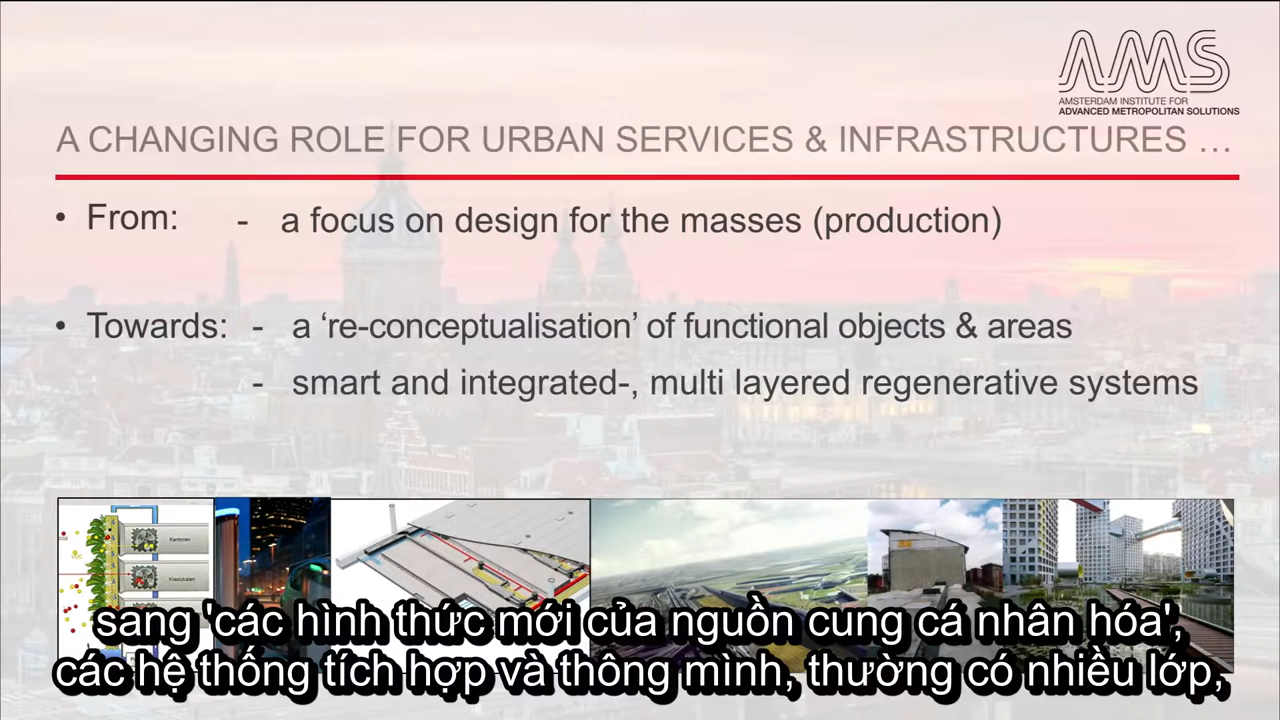 AMS
AMSTERDAM INSTITUTE FOR
ADVANCED METROPOLITAN SOLUTIONS
A CHANGING ROLE FOR URBAN SERVICES & INFRASTRUCTURES …
• From: - a focus on design for the masses (production)
• Towards: - a ‘re-conceptualisation’ of functional objects & areas
- smart and integrated-, multi layered regenerative systems
Kantoren
Klaslokalen
sang 'các hình thức mới của nguồn cung cá nhân hóa',
các hệ thống tích hợp và thông mình, thường có nhiều lớp,